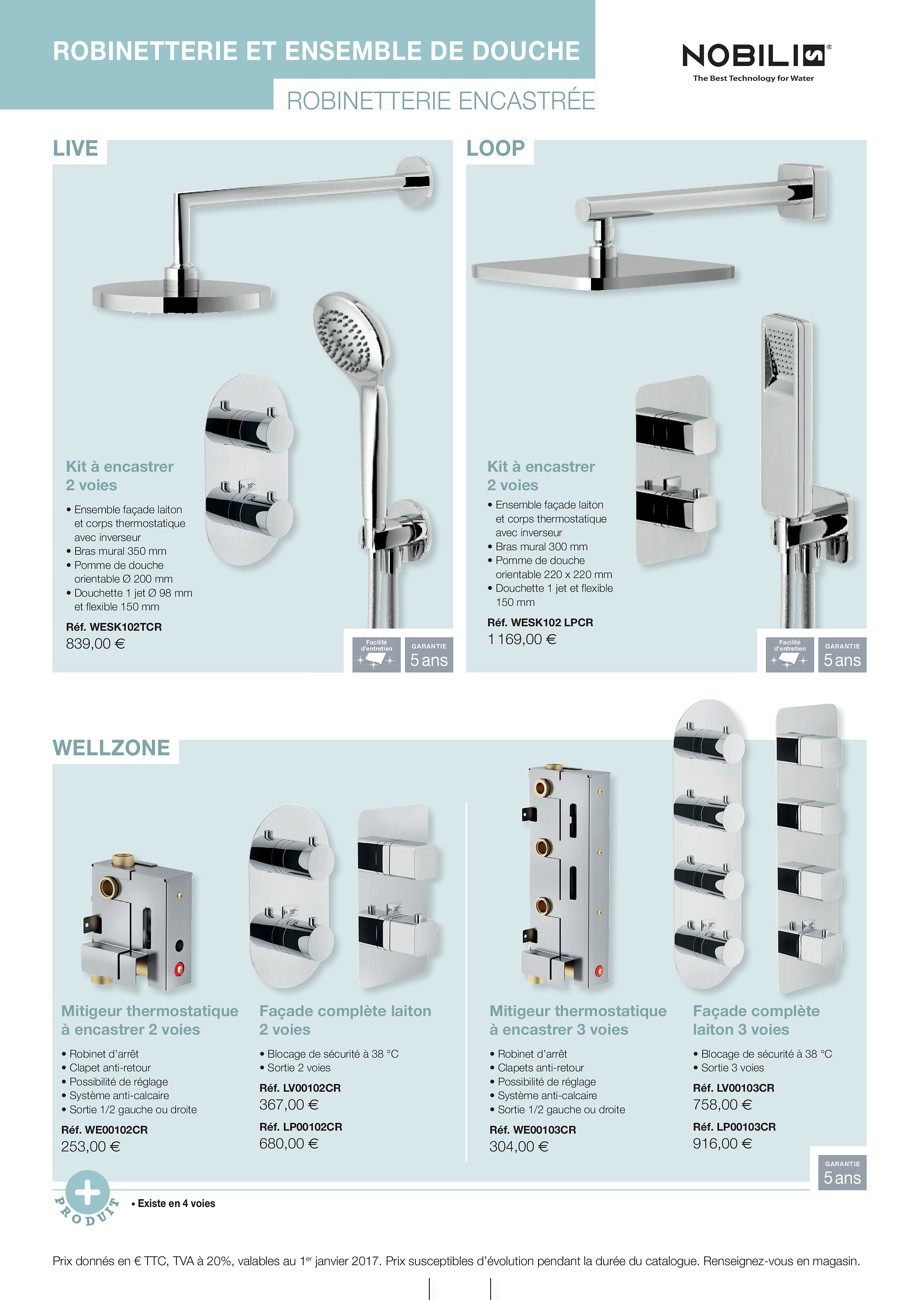 ROBINETTERIE ET ENSEMBLE DE DOUCHE
NOBILIS®
The Best Technology for Water
ROBINETTERIE ENCASTRÉE
LIVE
Kit à encastrer
2 voies
• Ensemble façade laiton
et corps thermostatique
avec inverseur
• Bras mural 350 mm
• Pomme de douche
orientable Ø 200 mm
• Douchette 1 jet Ø 98 mm
et flexible 150 mm
Réf. WESK102TCR
839,00 €
Facilité
d'entretien
GARANTIE
5 ans
LOOP
Kit à encastrer
2 voies
• Ensemble façade laiton
et corps thermostatique
avec inverseur
• Bras mural 300 mm
• Pomme de douche
orientable 220 x 220 mm
• Douchette 1 jet et flexible
150 mm
Réf. WESK102 LPCR
1 169,00 €
Facilité
d'entretien
GARANTIE
5 ans
WELLZONE
Mitigeur thermostatique
à encastrer 2 voies
• Robinet d'arrêt
• Clapet anti-retour
• Possibilité de réglage
• Système anti-calcaire
• Sortie 1/2 gauche ou droite
Réf. WE00102CR
253,00 €
Façade complète laiton
2 voies
• Blocage de sécurité à 38 °C
• Sortie 2 voies
Réf. LV00102CR
367,00 €
Réf. LP00102CR
680,00 €
Mitigeur thermostatique
à encastrer 3 voies
• Robinet d'arrêt
• Clapets anti-retour
• Possibilité de réglage
• Système anti-calcaire
• Sortie 1/2 gauche ou droite
Réf. WE00103CR
304,00 €
Façade complète
laiton 3 voies
• Blocage de sécurité à 38 °C
• Sortie 3 voies
Réf. LV00103CR
758,00 €
Réf. LP00103CR
916,00 €
GARANTIE
5 ans
+
PRODUIT
• Existe en 4 voies
Prix donnés en € TTC, TVA à 20%, valables au 1er janvier 2017. Prix susceptibles d'évolution pendant la durée du catalogue. Renseignez-vous en magasin.